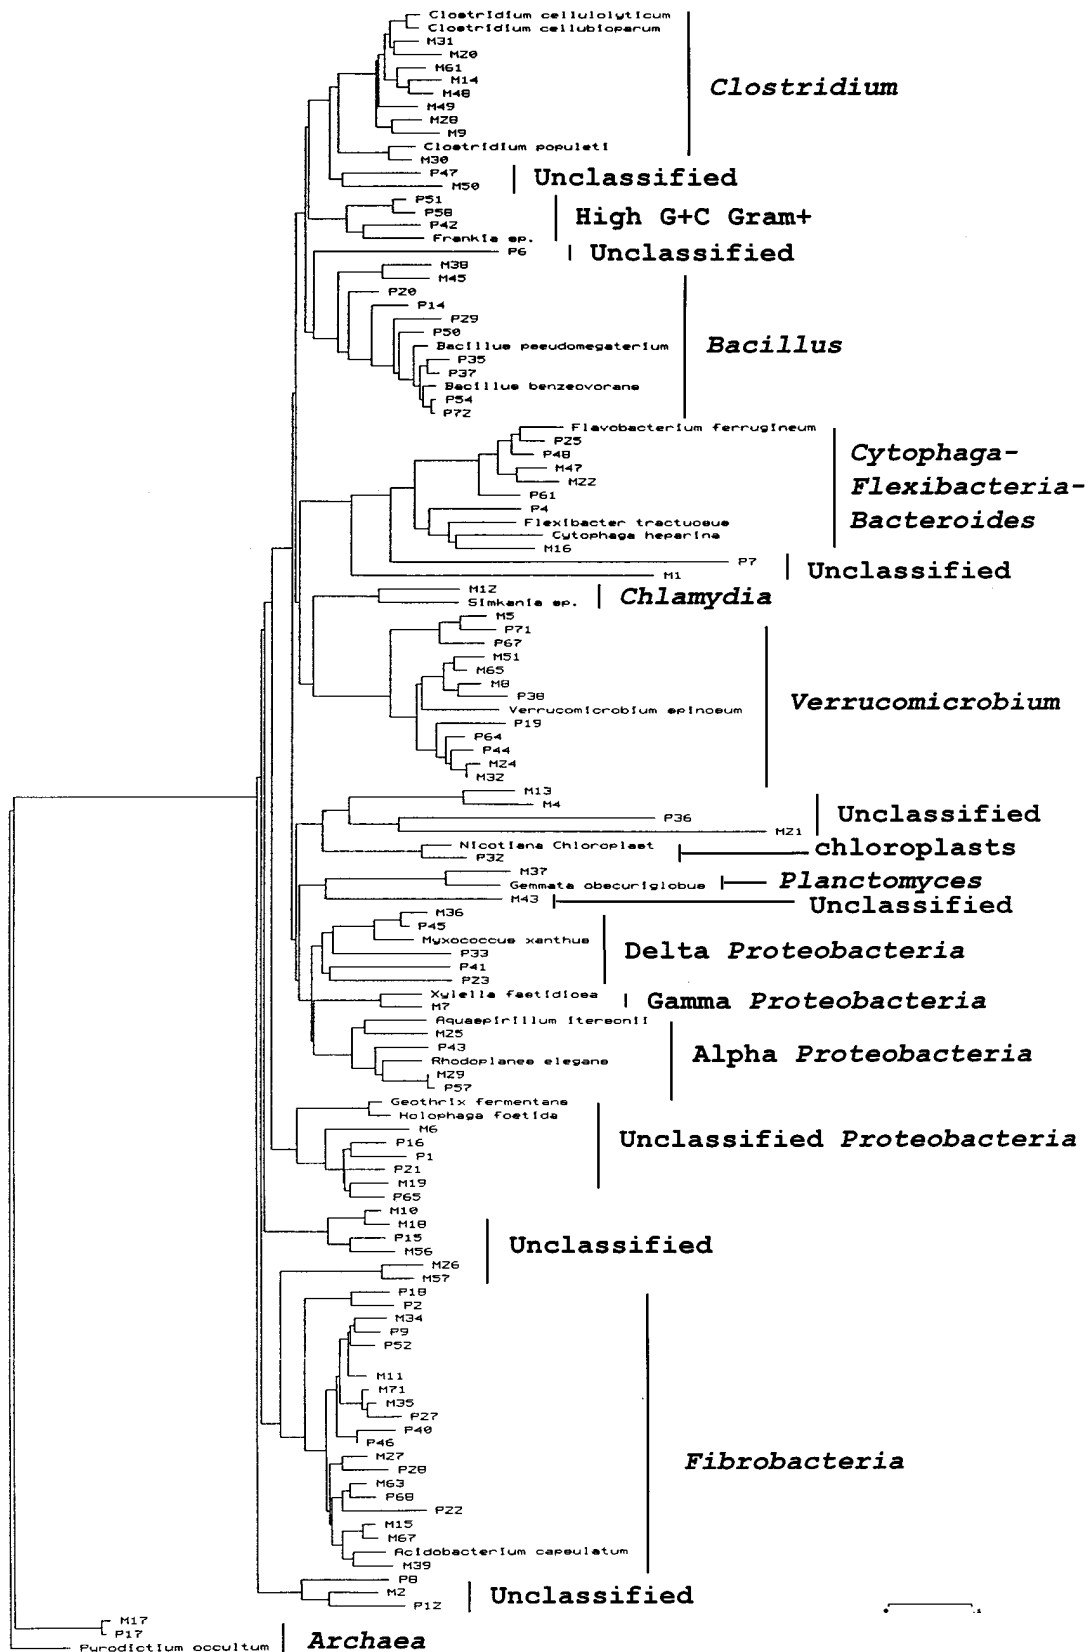 Clostridium cellulolyticum
Clostridium cellubioparum
M31
M20
M61
M14
M48
Clostridium
M49
M28
M9
Clostridium populeti
M30
P47
Unclassified
M50
P51
P58
High G+C Gram+
P42
Frankia sp.
P6
Unclassified
M38
M45
P20
P14
P29
P50
Bacillus pseudomegaterium
Bacillus
P35
P37
Bacillus benzeovorans
P54
P72
Flavobacterium ferrugineum
P25
P48
Cytophaga-
M47
M22
Flexibacteria-
P61
P4
Flexibacter tractuosus
Bacteroides
Cytophaga heparina
M16
P7
Unclassified
M1
M12
Simkania sp.
Chlamydia
M5
P71
P67
M51
M65
M8
P38
Verrucomicrobium
Verrucomicrobium spinosum
P19
P64
P44
M24
M32
M13
M4
P36
Unclassified
M21
Nicotiana Chloroplast
chloroplasts
P32
M37
Gemmata obscuriglobus
Planctomyces
M43
Unclassified
M36
P45
Myxococcus xanthus
Delta Proteobacteria
P33
P41
P23
Xylella fastidiosa
Gamma Proteobacteria
M7
Aquaspirillum itersonii
M25
P43
Alpha Proteobacteria
Rhodoplanes elegans
M29
P57
Geothrix fermentans
Holophaga foetida
M6
P16
Unclassified Proteobacteria
P1
P21
M19
P65
M10
M18
P15
Unclassified
M56
M26
M57
P18
P2
M34
P9
P52
M11
M71
M35
P27
P40
P46
M27
Fibrobacteria
P28
M63
P68
P22
M15
M67
Acidobacterium capsulatum
M39
P8
M2
Unclassified
P12
.1
M17
P17
Pyrodictium occultum
Archaea